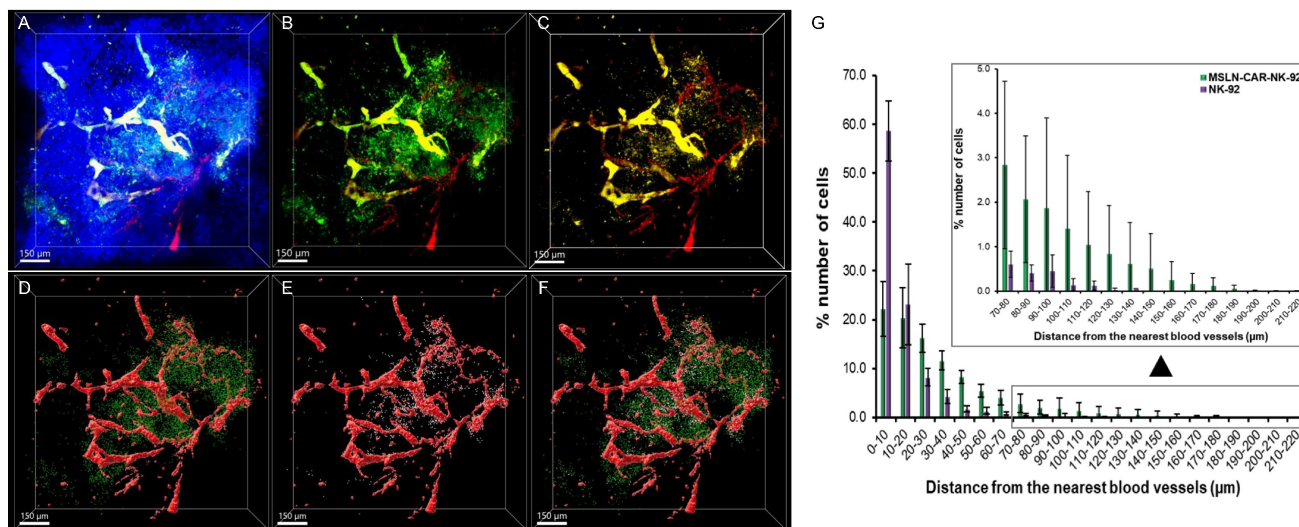 A
B
C
150 µm
150 µm
150 µm
D
E
F
150 µm
150 µm
150 µm
G
70.0
60.0
50.0
40.0
30.0
20.0
10.0
0.0
% number of cells
0-10
10-20
20-30
30-40
40-50
50-60
60-70
70-80
80-90
90-100
100-110
110-120
120-130
130-140
140-150
150-160
160-170
170-180
180-190
190-200
200-210
210-220
Distance from the nearest blood vessels (µm)
5.0
4.0
3.0
2.0
1.0
0.0
% number of cells
MSLN-CAR-NK-92
NK-92
70-80
80-90
90-100
100-110
110-120
120-130
130-140
140-150
150-160
160-170
170-180
180-190
190-200
200-210
210-220
Distance from the nearest blood vessels (µm)